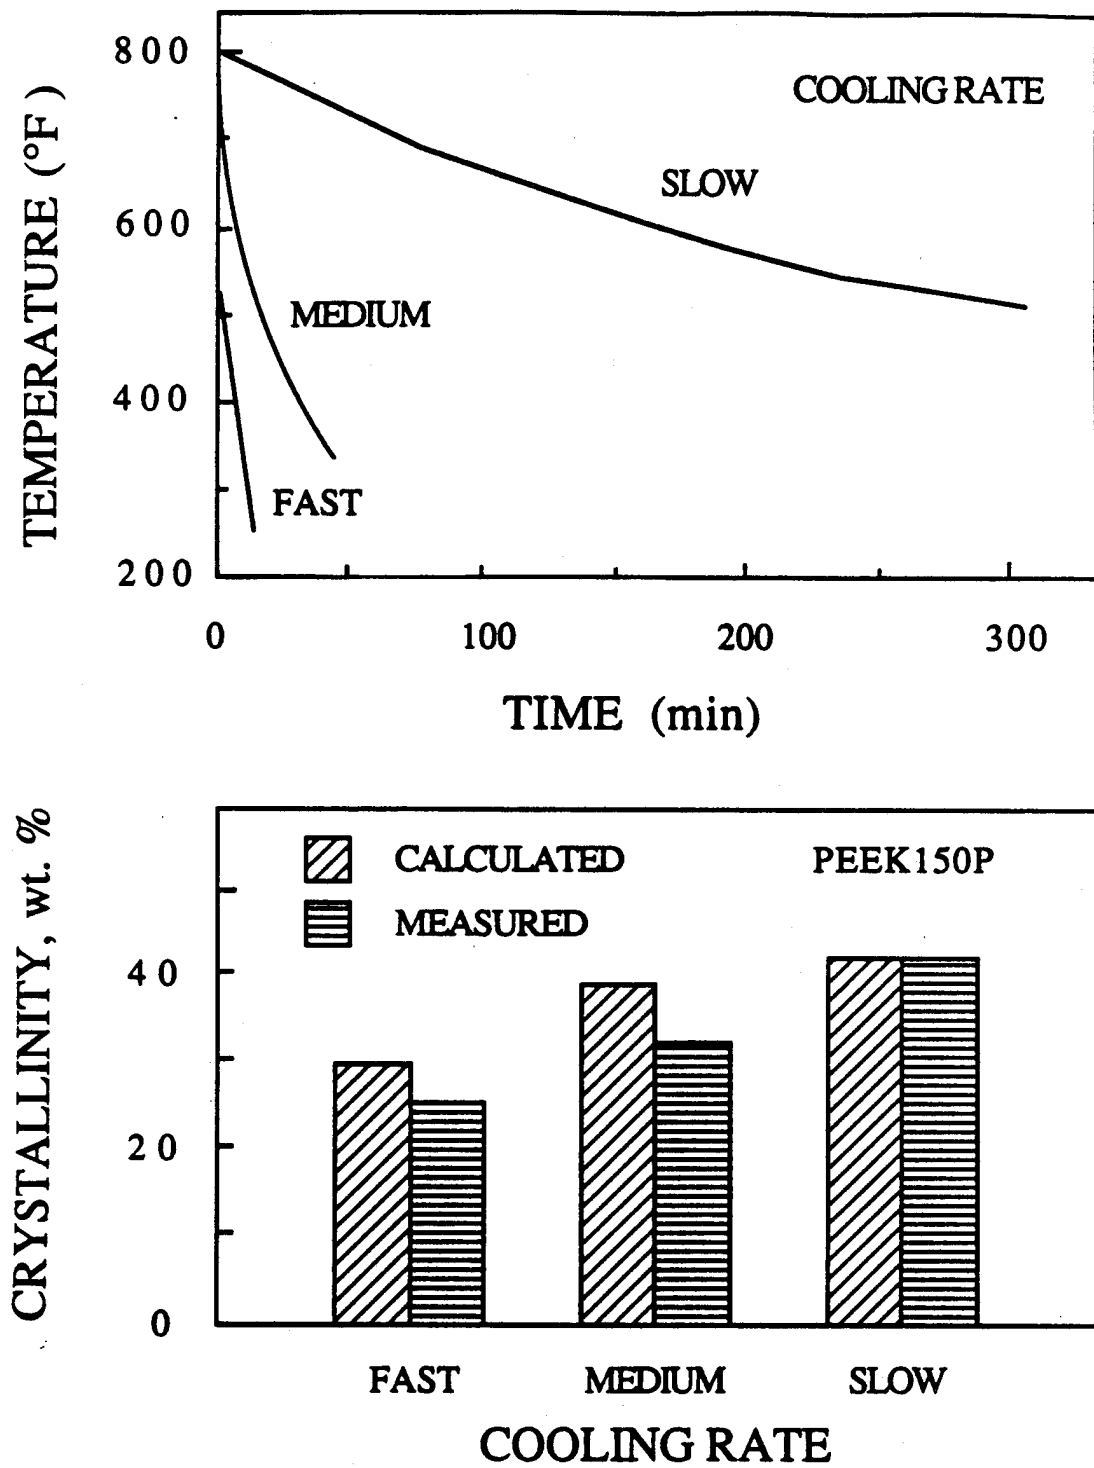 800
COOLING RATE
SLOW
600
MEDIUM
400
FAST
200
0 100 200 300
TEMPERATURE (°F)
TIME (min)
CALCULATED
PEEK150P
MEASURED
40
20
0
CRYSTALLINITY, wt. %
FAST MEDIUM SLOW
COOLING RATE